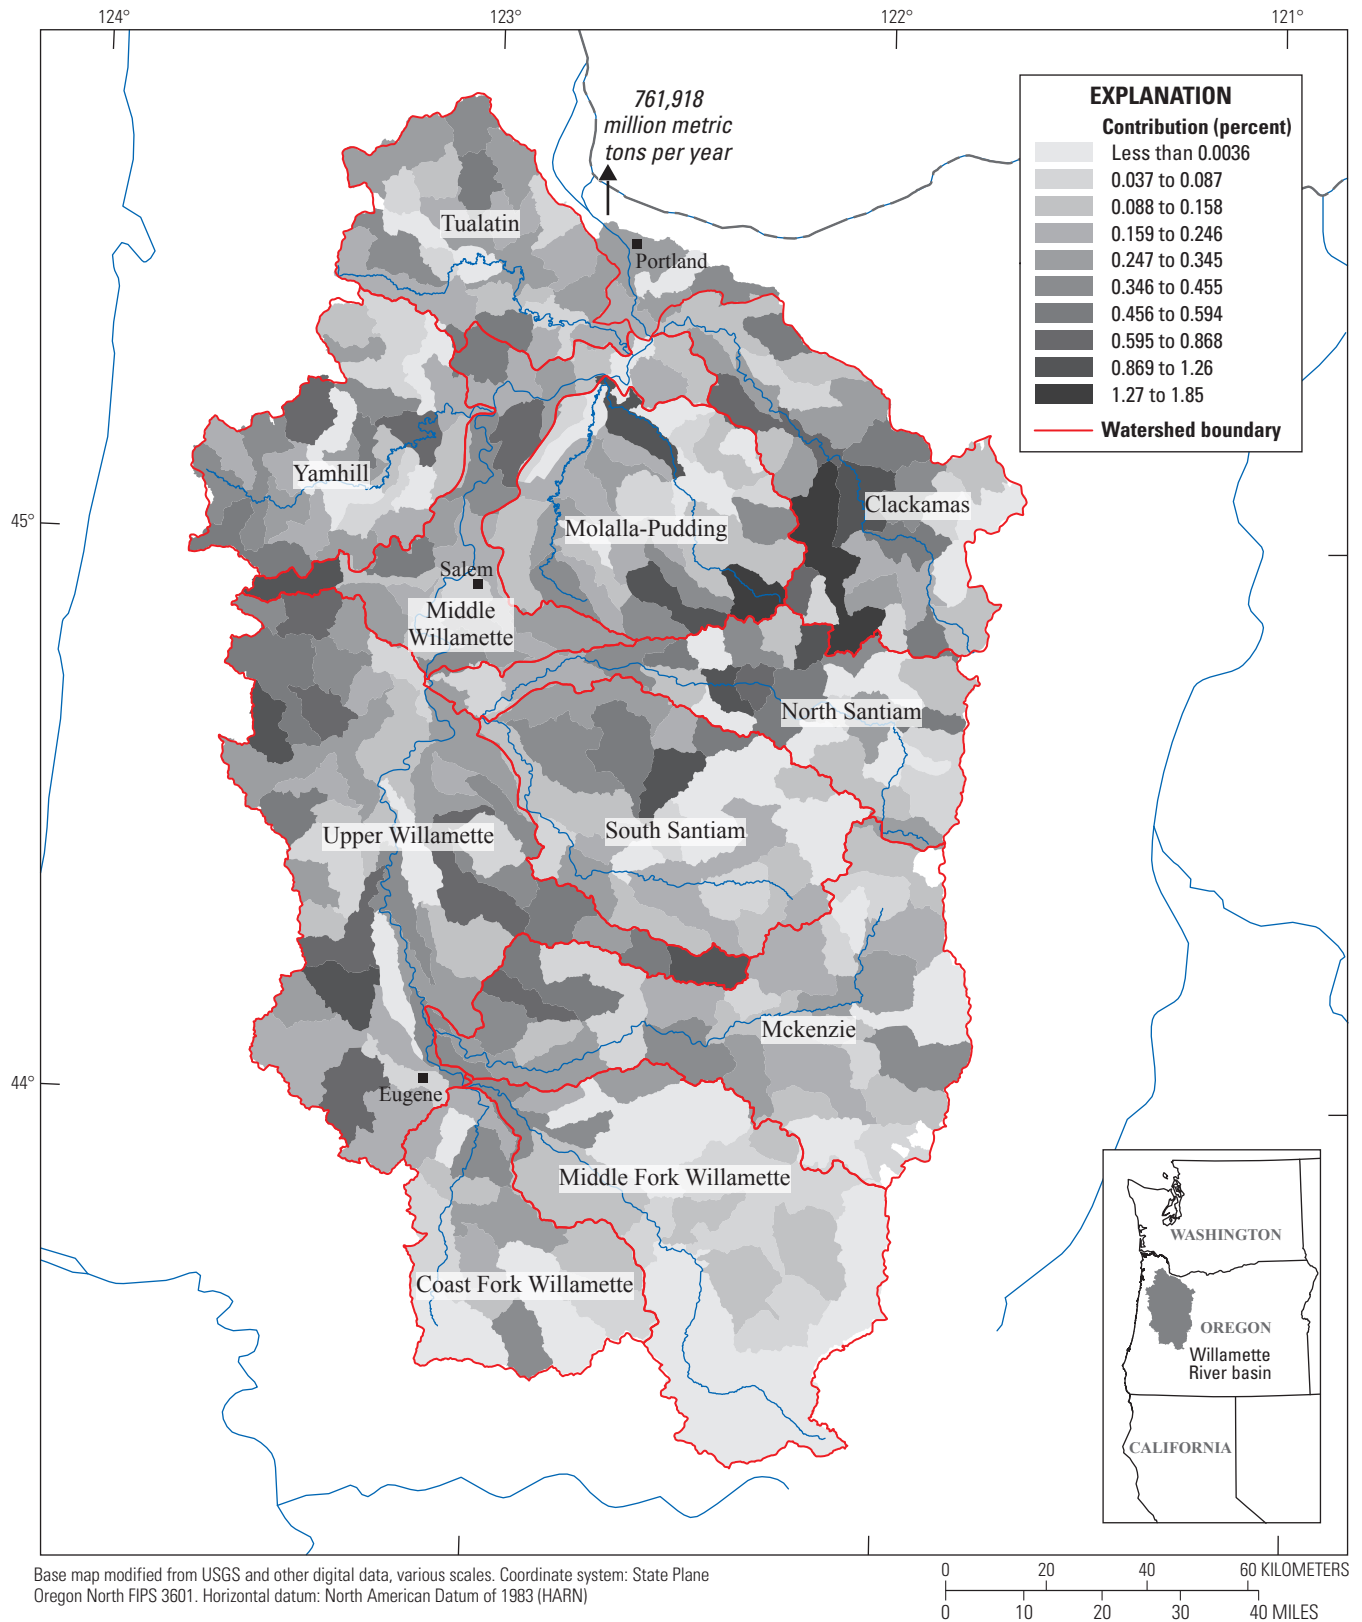 124°
123°
122°
121°
761,918
million metric
tons per year
EXPLANATION
Contribution (percent)
Less than 0.0036
0.037 to 0.087
0.088 to 0.158
0.159 to 0.246
0.247 to 0.345
0.346 to 0.455
0.456 to 0.594
0.595 to 0.868
0.869 to 1.26
1.27 to 1.85
Watershed boundary
Tualatin
Portland
Yamhill
Clackamas
Molalla-Pudding
45°
Salem
Middle
Willamette
North Santiam
Upper Willamette
South Santiam
Mckenzie
44°
Eugene
Middle Fork Willamette
Coast Fork Willamette
WASHINGTON
OREGON
Willamette
River basin
CALIFORNIA
Base map modified from USGS and other digital data, various scales. Coordinate system: State Plane
Oregon North FIPS 3601. Horizontal datum: North American Datum of 1983 (HARN)
0 20 40 60 KILOMETERS
0 10 20 30 40 MILES